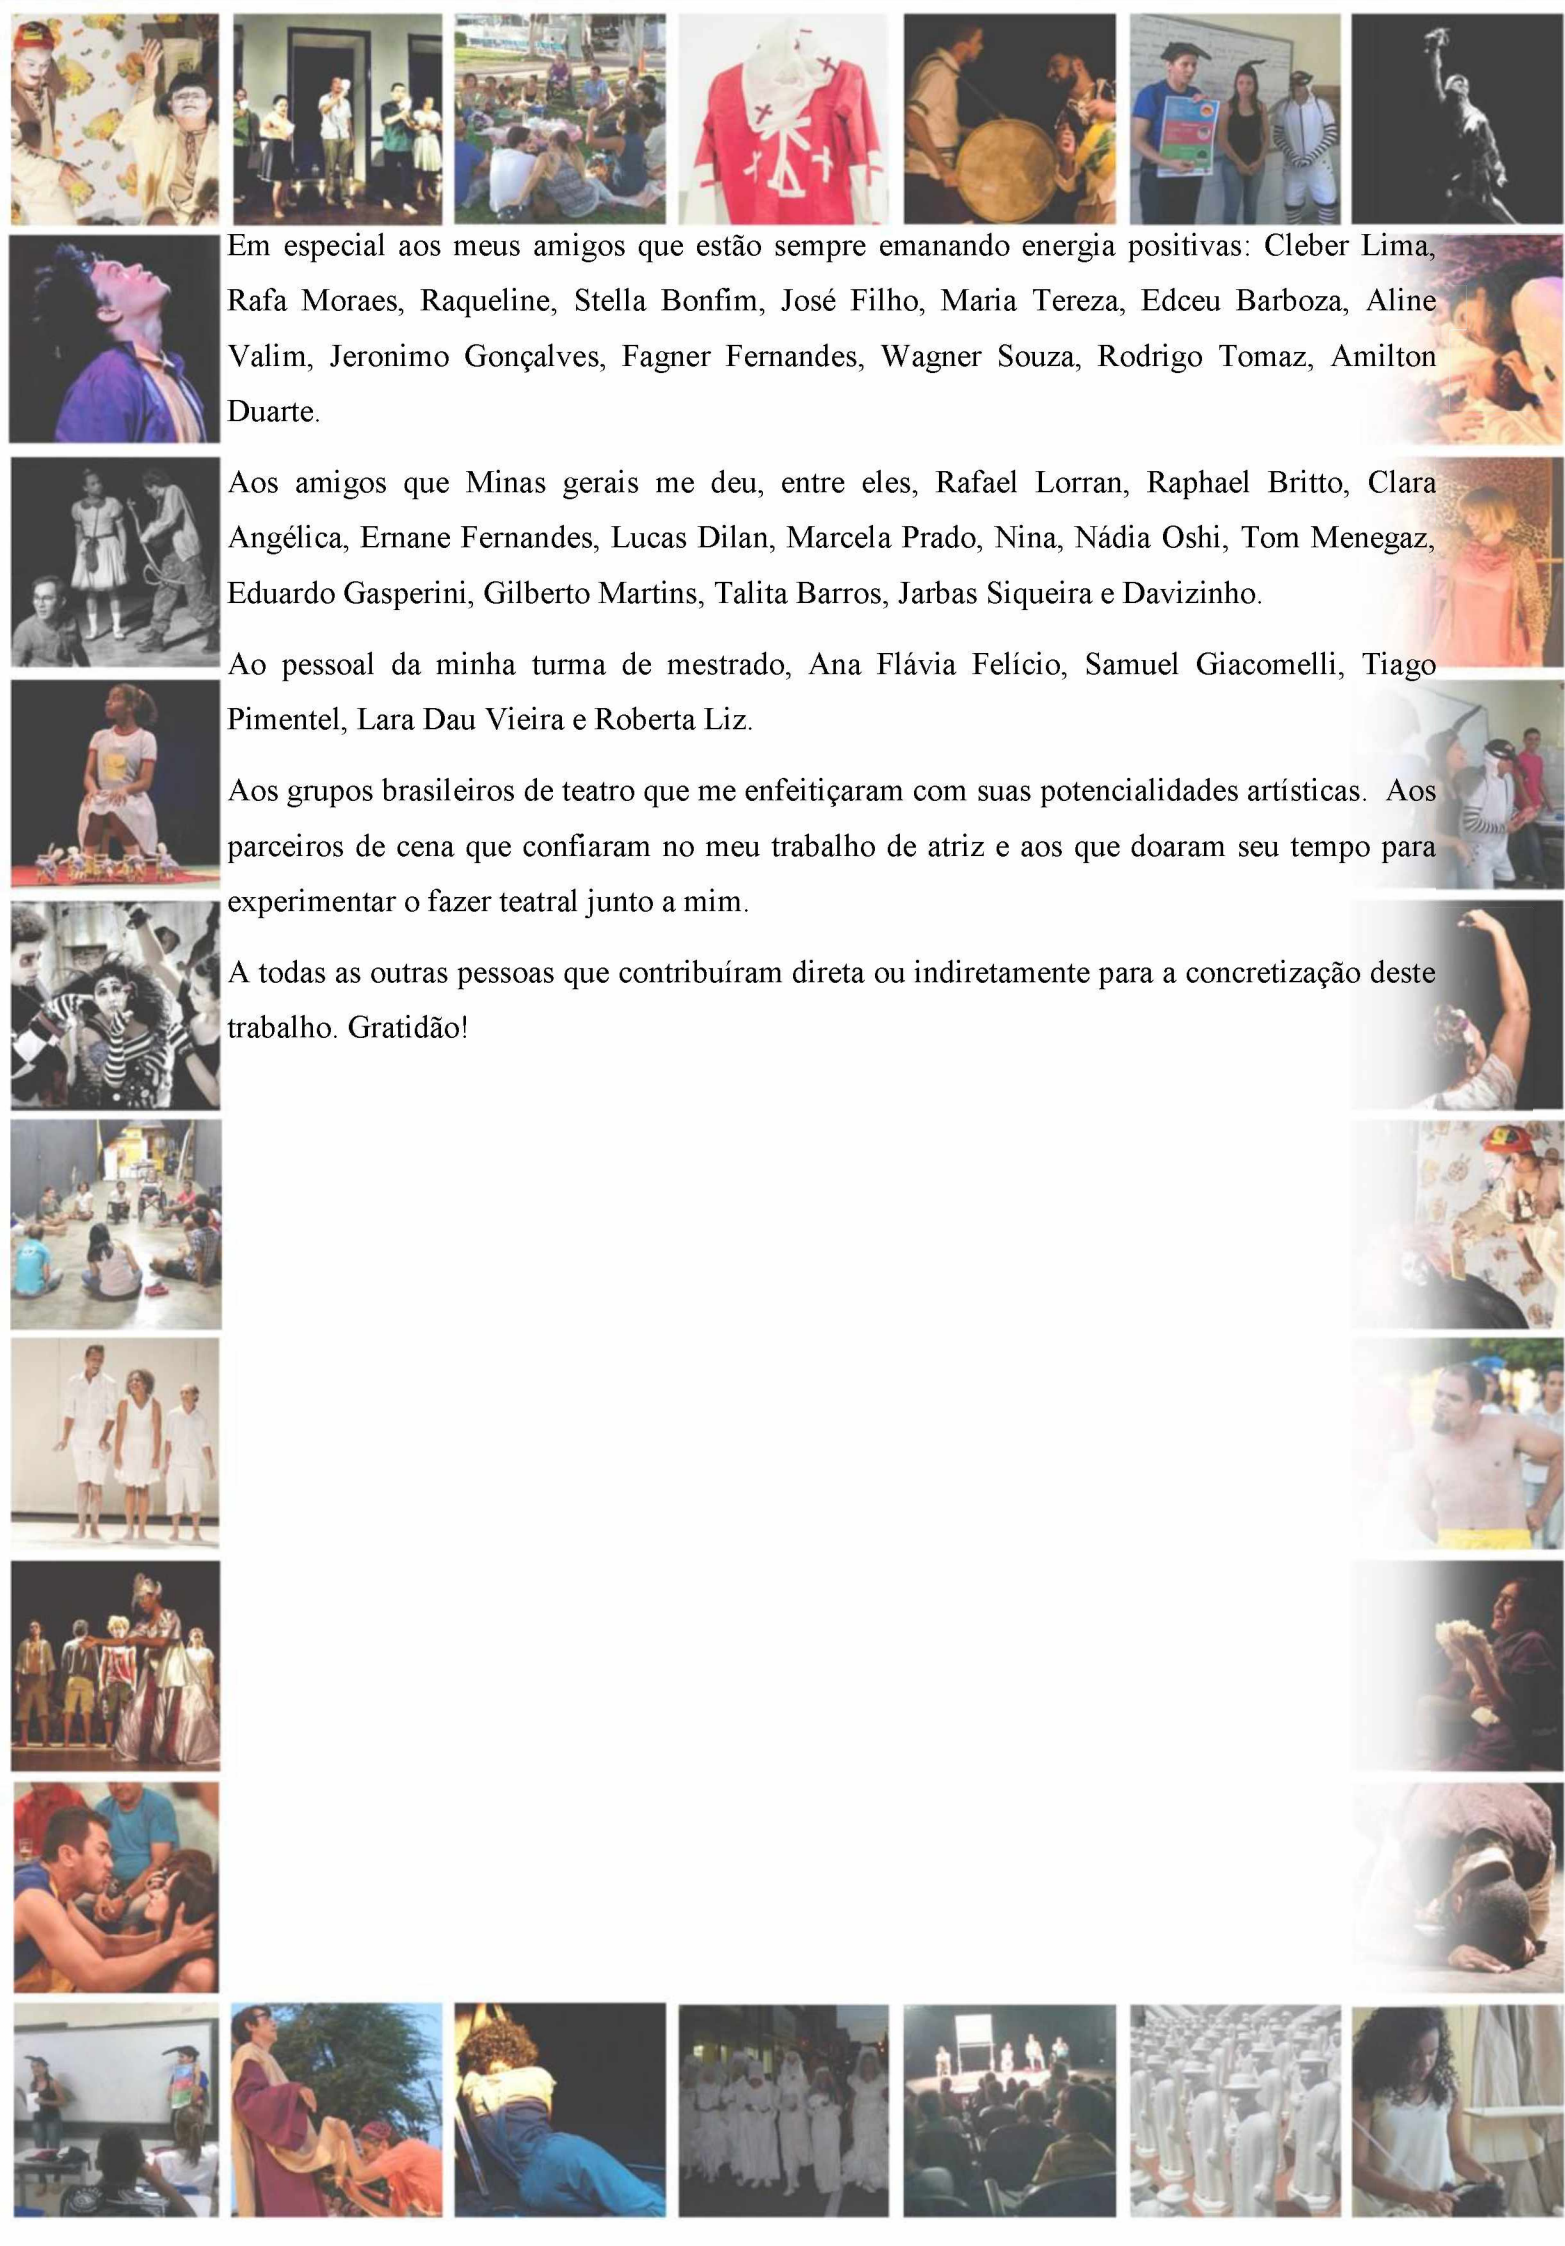 Em especial aos meus amigos que estão sempre emanando energia positivas: Cleber Lima,
Rafa Moraes, Raqueline, Stella Bonfim, José Filho, Maria Tereza, Edceu Barboza, Aline
Valim, Jeronimo Gonçalves, Fagner Fernandes, Wagner Souza, Rodrigo Tomaz, Amilton
Duarte.
Aos amigos que Minas gerais me deu, entre eles, Rafael Lorran, Raphael Britto, Clara
Angélica, Ernane Fernandes, Lucas Dilan, Marcela Prado, Nina, Nádia Oshi, Tom Menegaz,
Eduardo Gasperini, Gilberto Martins, Talita Barros, Jarbas Siqueira e Davizinho.
Ao pessoal da minha turma de mestrado, Ana Flávia Felício, Samuel Giacomelli, Tiago
Pimentel, Lara Dau Vieira e Roberta Liz.
Aos grupos brasileiros de teatro que me enfeitiçaram com suas potencialidades artísticas. Aos
parceiros de cena que confiaram no meu trabalho de atriz e aos que doaram seu tempo para
experimentar o fazer teatral junto a mim.
A todas as outras pessoas que contribuíram direta ou indiretamente para a concretização deste
trabalho. Gratidão!